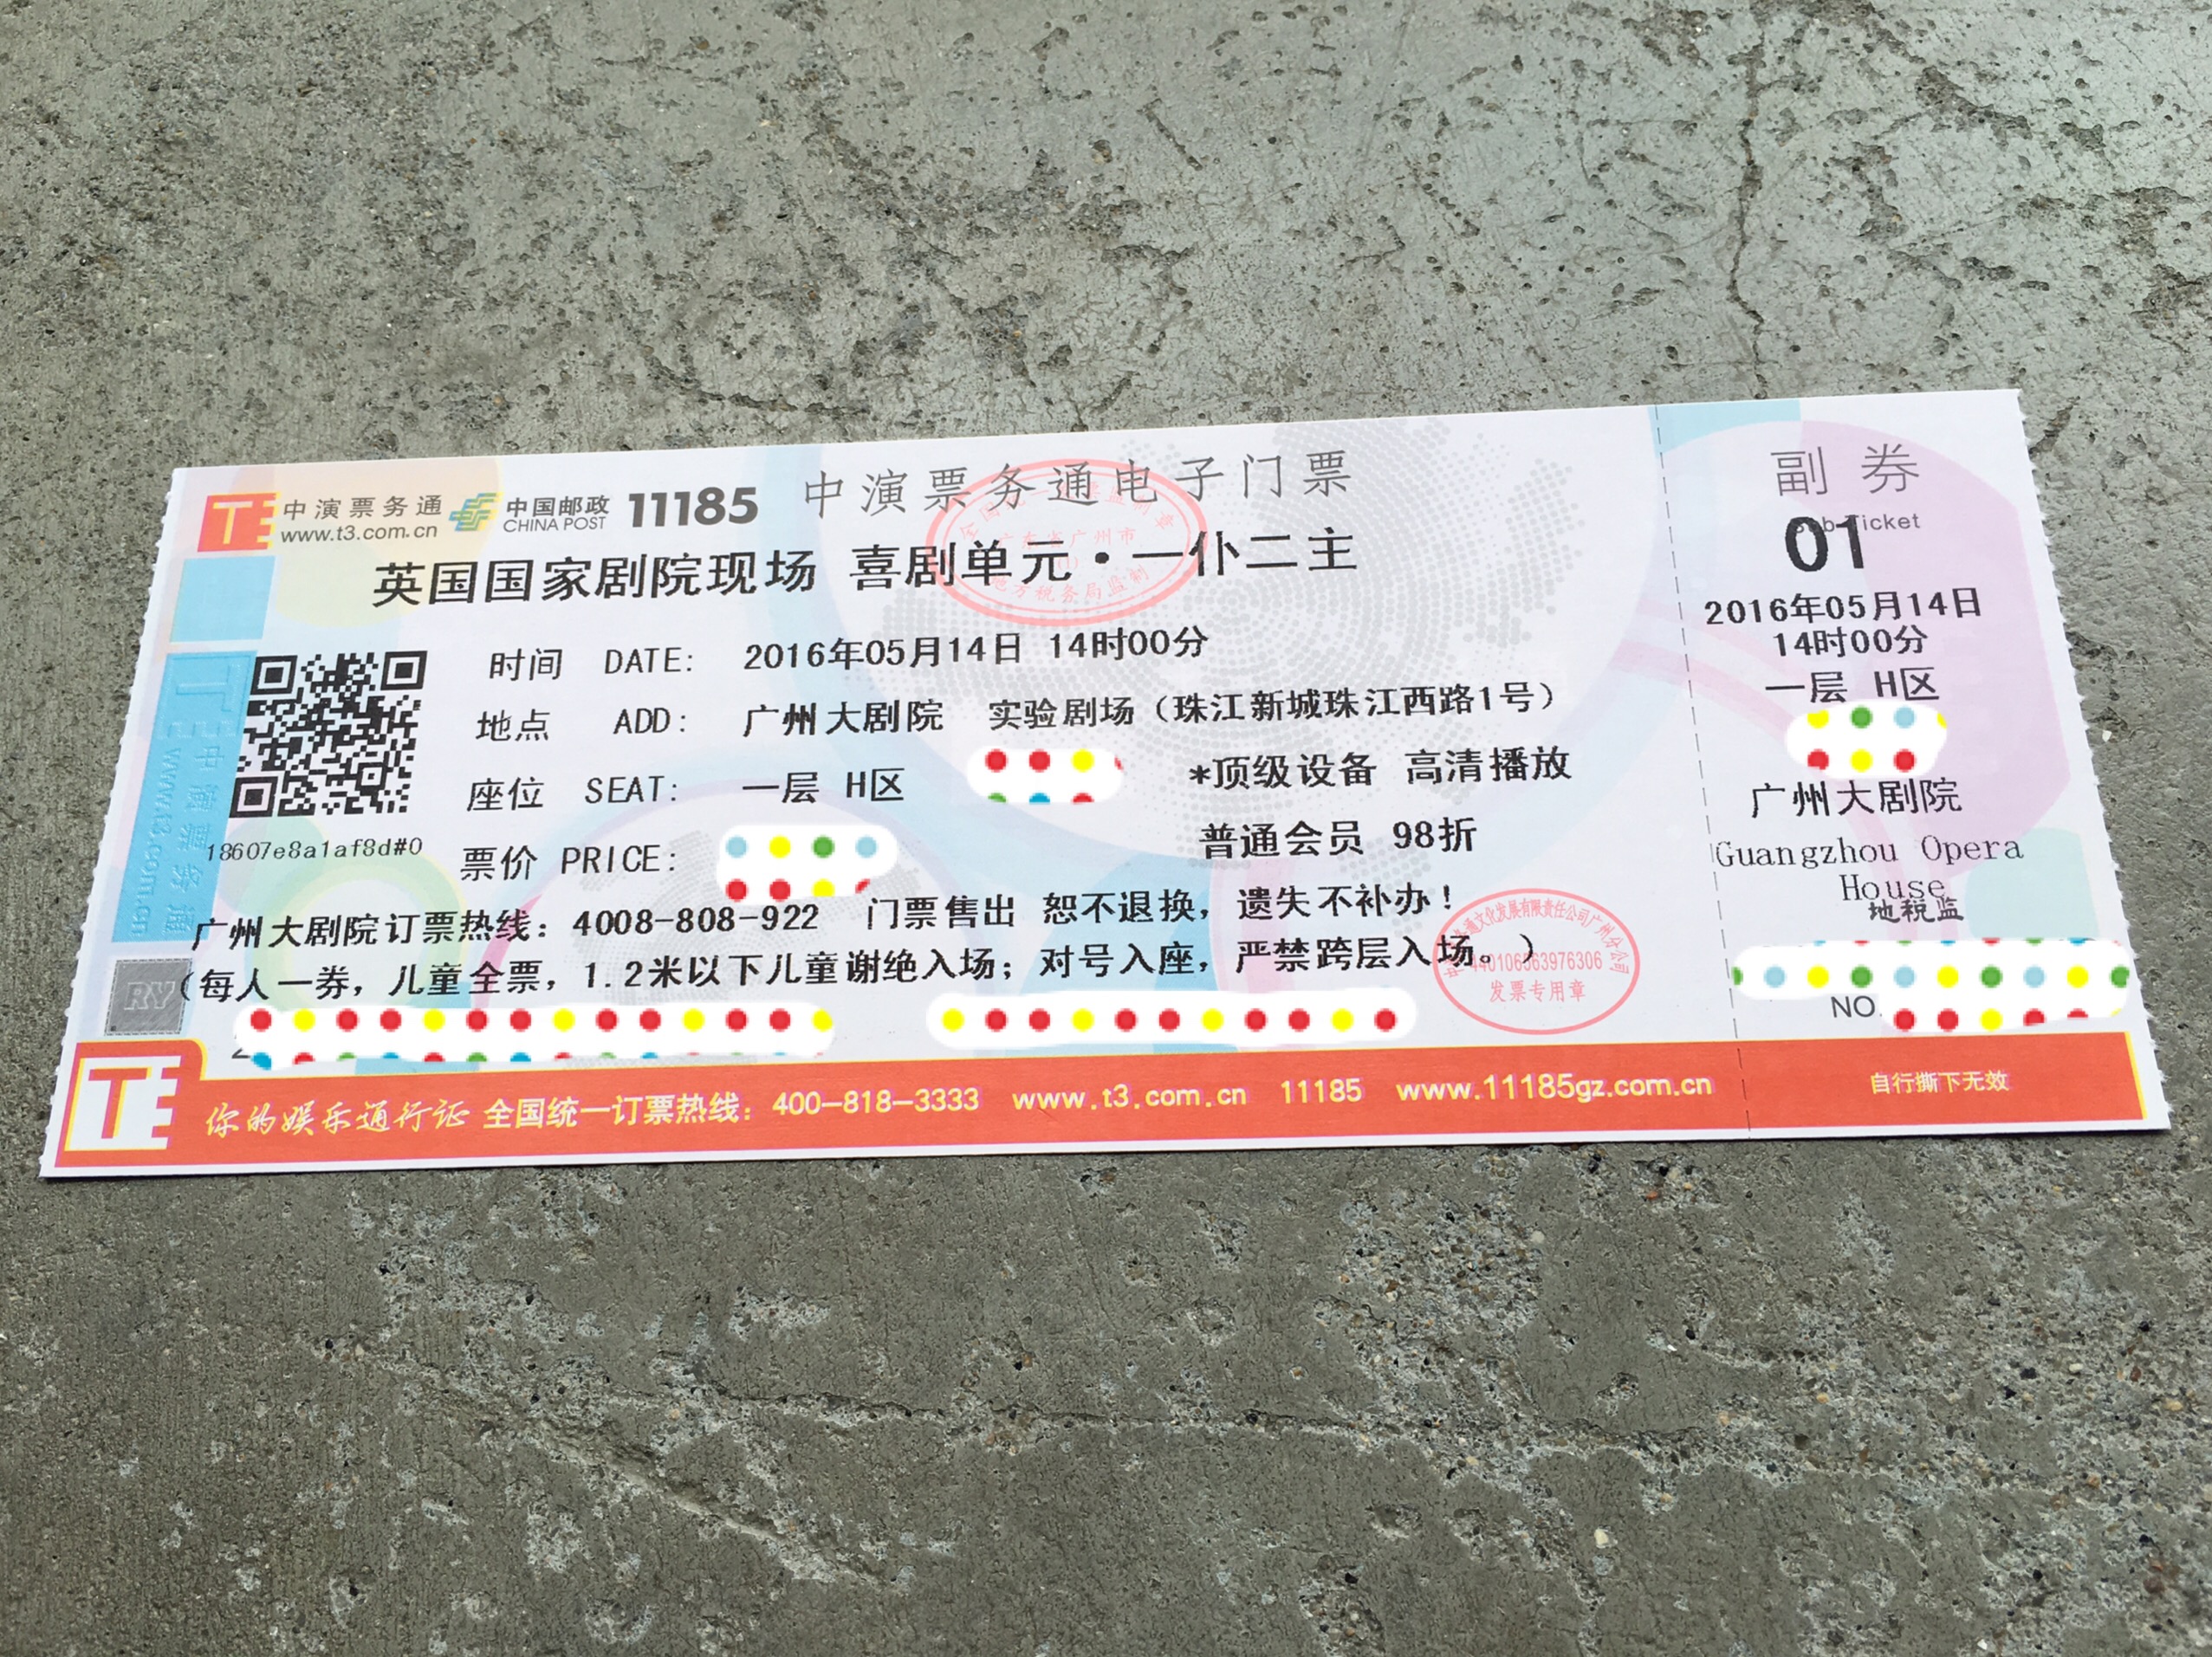 中演票务通
www.t3.com.cn
中国邮政
CHINA POST
11185
中演票务通电子门票
英国国家剧院现场 喜剧单元·一仆二主
时间 DATE: 2016年05月14日 14时00分
地点 ADD: 广州大剧院 实验剧场（珠江新城珠江西路1号）
座位 SEAT: 一层 H区 *顶级设备 高清播放
票价 PRICE: 普通会员 98折
18607e8a1af8d#0
广州大剧院订票热线：4008-808-922 门票售出 恕不退换，遗失不补办！
（每人一券，儿童全票，1.2米以下儿童谢绝入场；对号入座，严禁跨层入场。）
发票专用章
RY
TE 你的娱乐通行证 全国统一订票热线：400-818-3333 www.t3.com.cn 11185 www.11185gz.com.cn
副券
Sub Ticket
01
2016年05月14日
14时00分
一层 H区
广州大剧院
Guangzhou Opera
House
地税监
NO.
自行撕下无效